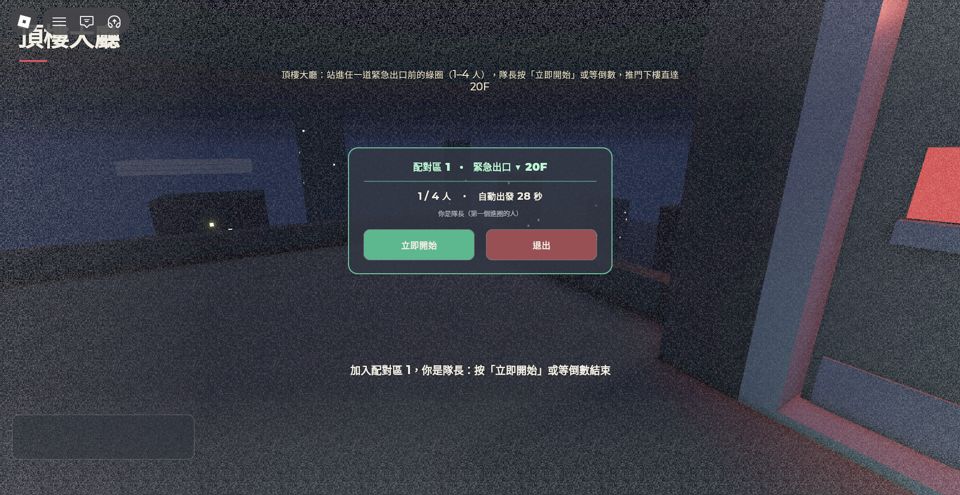 頂樓大廳
頂樓大廳：站進任一道緊急出口前的綠圈（1–4 人），隊長按「立即開始」或等倒數，推門下樓直達
20F
配對區 1 • 緊急出口 ▼ 20F
1 / 4 人 • 自動出發 28 秒
你是隊長（第一個進圈的人）
立即開始 退出
加入配對區 1，你是隊長：按「立即開始」或等倒數結束